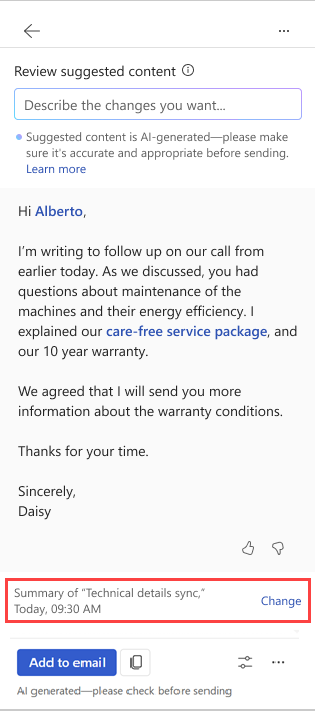 Review suggested content
Describe the changes you want...
Suggested content is AI-generated—please make
sure it's accurate and appropriate before sending.
Learn more
Hi Alberto,
I'm writing to follow up on our call from
earlier today. As we discussed, you had
questions about maintenance of the
machines and their energy efficiency. I
explained our care-free service package, and
our 10 year warranty.
We agreed that I will send you more
information about the warranty conditions.
Thanks for your time.
Sincerely,
Daisy
Summary of “Technical details sync,”
Today, 09:30 AM
Change
Add to email
AI generated—please check before sending